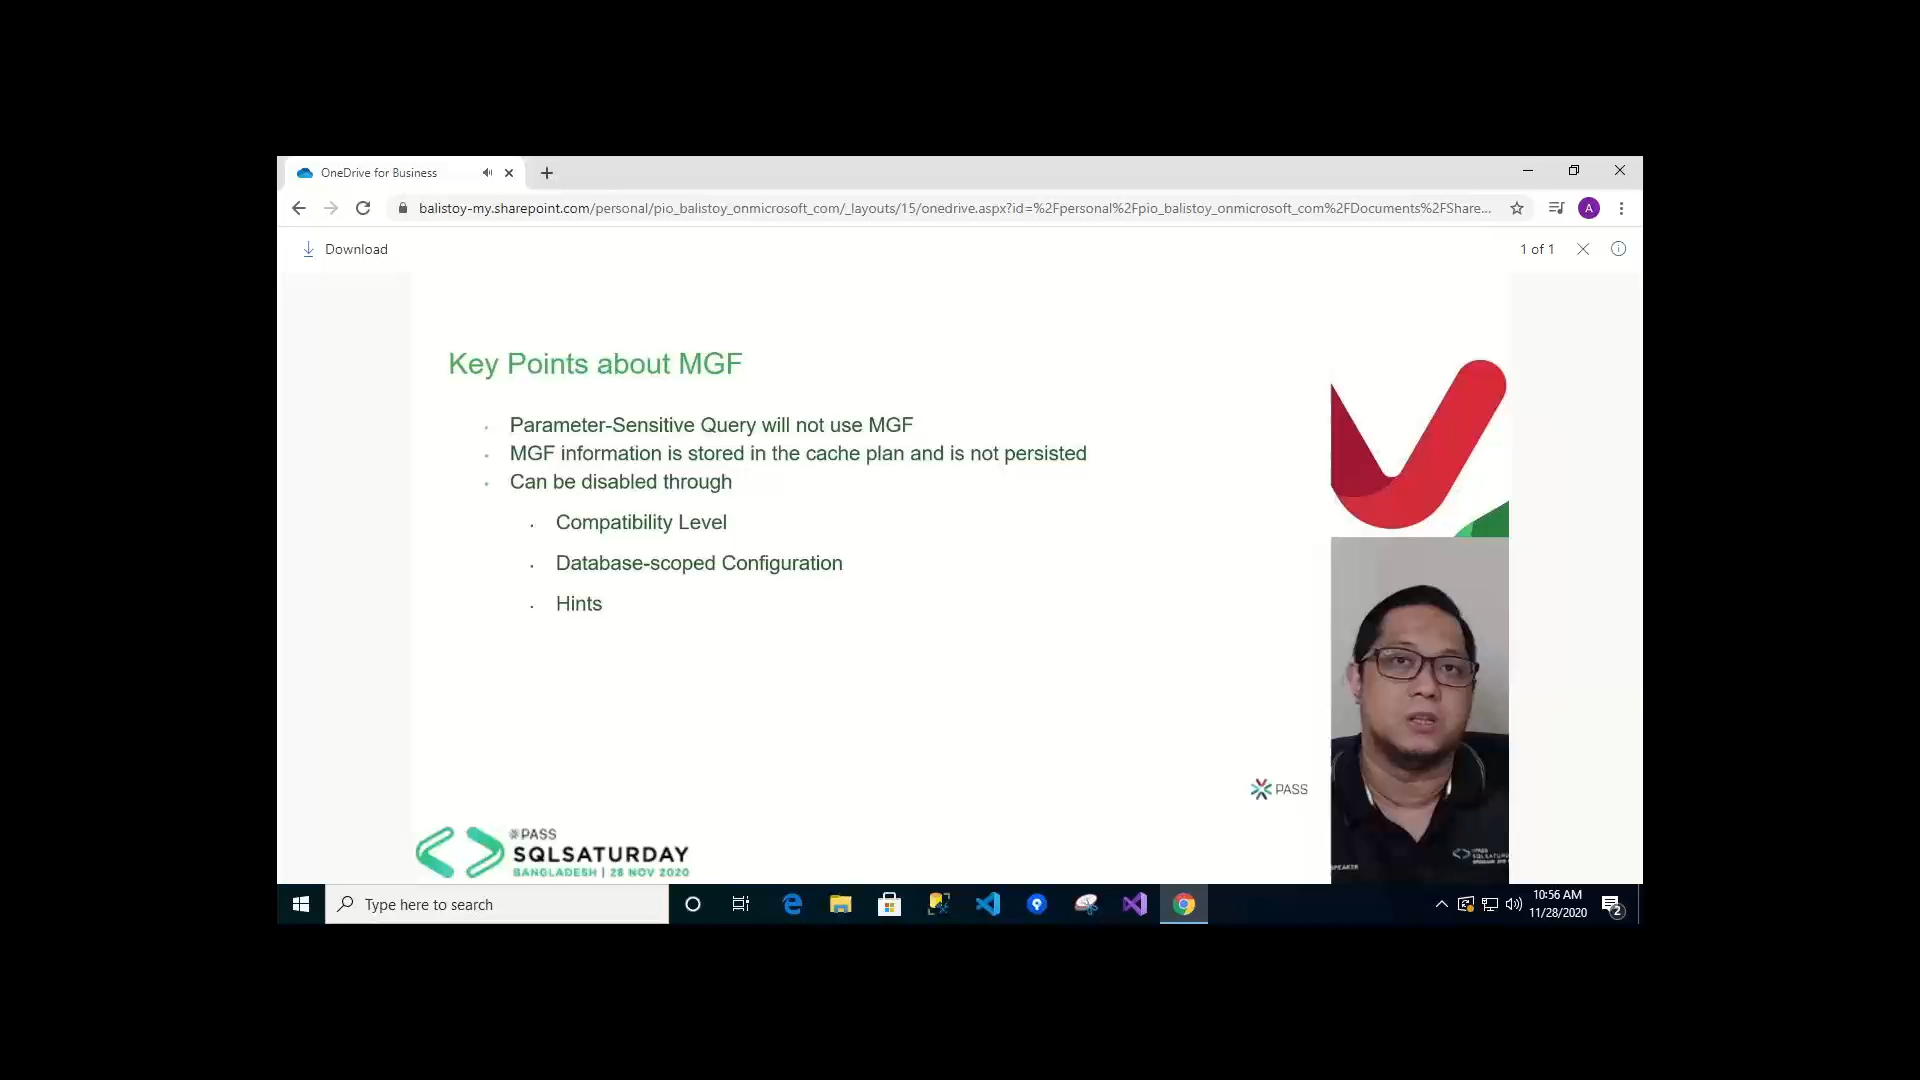 OneDrive for Business
balistoy-my.sharepoint.com/personal/pio_balistoy_onmicrosoft_com/_layouts/15/onedrive.aspx?id=%2Fpersonal%2Fpio_balistoy_onmicrosoft_com%2FDocuments%2FShare...
A
Download
1 of 1
Key Points about MGF
Parameter-Sensitive Query will not use MGF
MGF information is stored in the cache plan and is not persisted
Can be disabled through
Compatibility Level
Database-scoped Configuration
Hints
PASS
PASS
SQLSATURDAY
BANGLADESH | 28 NOV 2020
SPEAKER
Type here to search
10:56 AM
11/28/2020
2